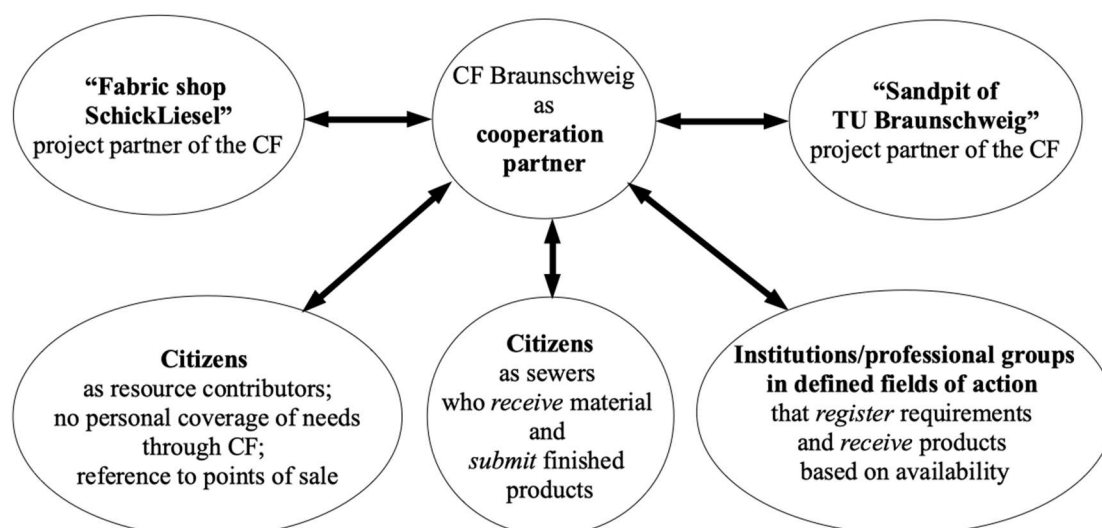 “Fabric shop
SchickLiesel”
project partner of the CF
CF Braunschweig
as
cooperation
partner
“Sandpit of
TU Braunschweig”
project partner of the CF
Citizens
as resource contributors;
no personal coverage of needs
through CF;
reference to points of sale
Citizens
as sewers
who receive material
and
submit finished
products
Institutions/professional groups
in defined fields of action
that register requirements
and receive products
based on availability